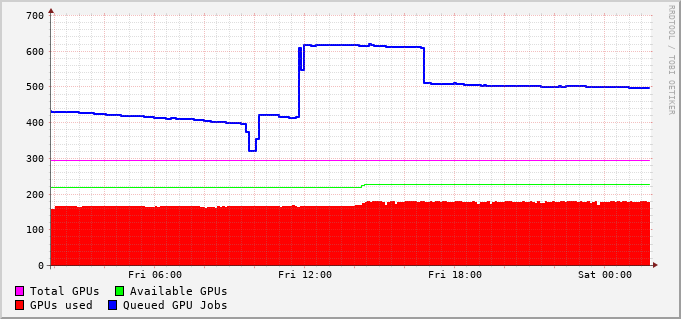 RRDTOOL / TOBI OETIKER
700
600
500
400
300
200
100
0
Fri 06:00 Fri 12:00 Fri 18:00 Sat 00:00
Total GPUs Available GPUs
GPUs used Queued GPU Jobs